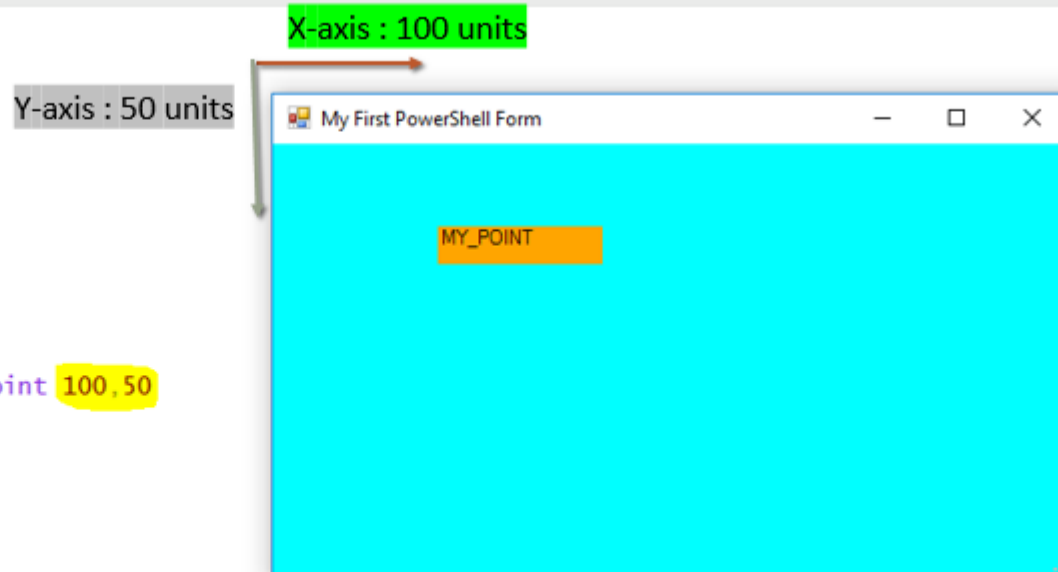 X-axis : 100 units
Y-axis : 50 units
My First PowerShell Form
MY_POINT
oint 100,50